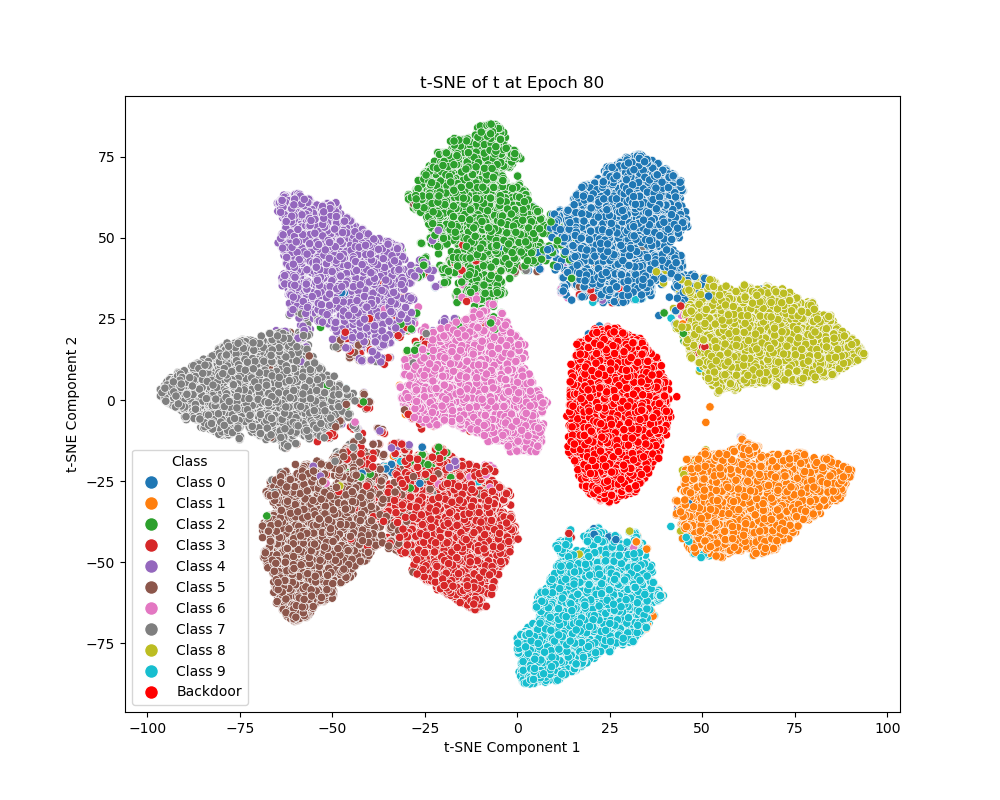 t-SNE of t at Epoch 80
t-SNE Component 2
75
50
25
0
−25
−50
−75
Class
Class 0
Class 1
Class 2
Class 3
Class 4
Class 5
Class 6
Class 7
Class 8
Class 9
Backdoor
−100
−75
−50
−25
0
25
50
75
100
t-SNE Component 1